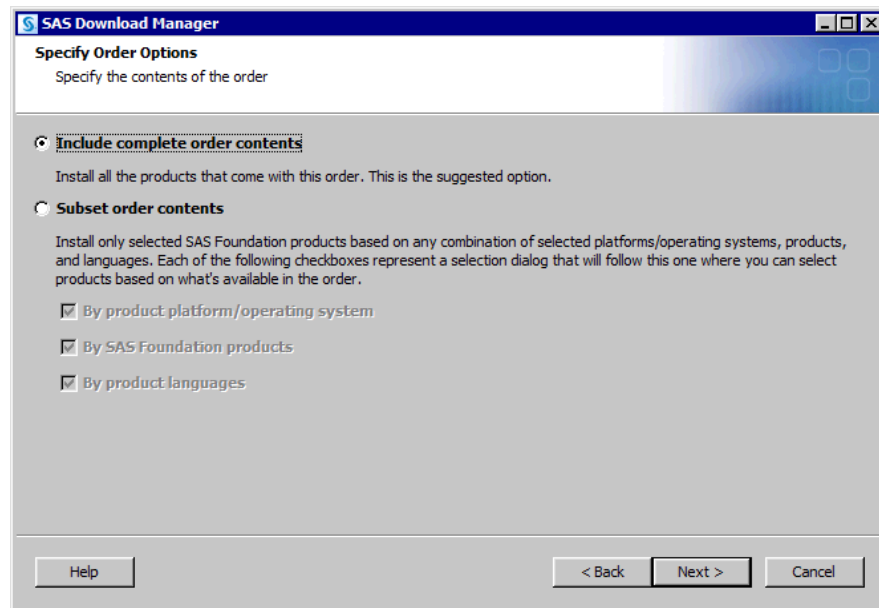 SAS Download Manager
Specify Order Options
Specify the contents of the order
Include complete order contents
Install all the products that come with this order. This is the suggested option.
Subset order contents
Install only selected SAS Foundation products based on any combination of selected platforms/operating systems, products,
and languages. Each of the following checkboxes represent a selection dialog that will follow this one where you can select
products based on what's available in the order.
By product platform/operating system
By SAS Foundation products
By product languages
Help
< Back
Next >
Cancel